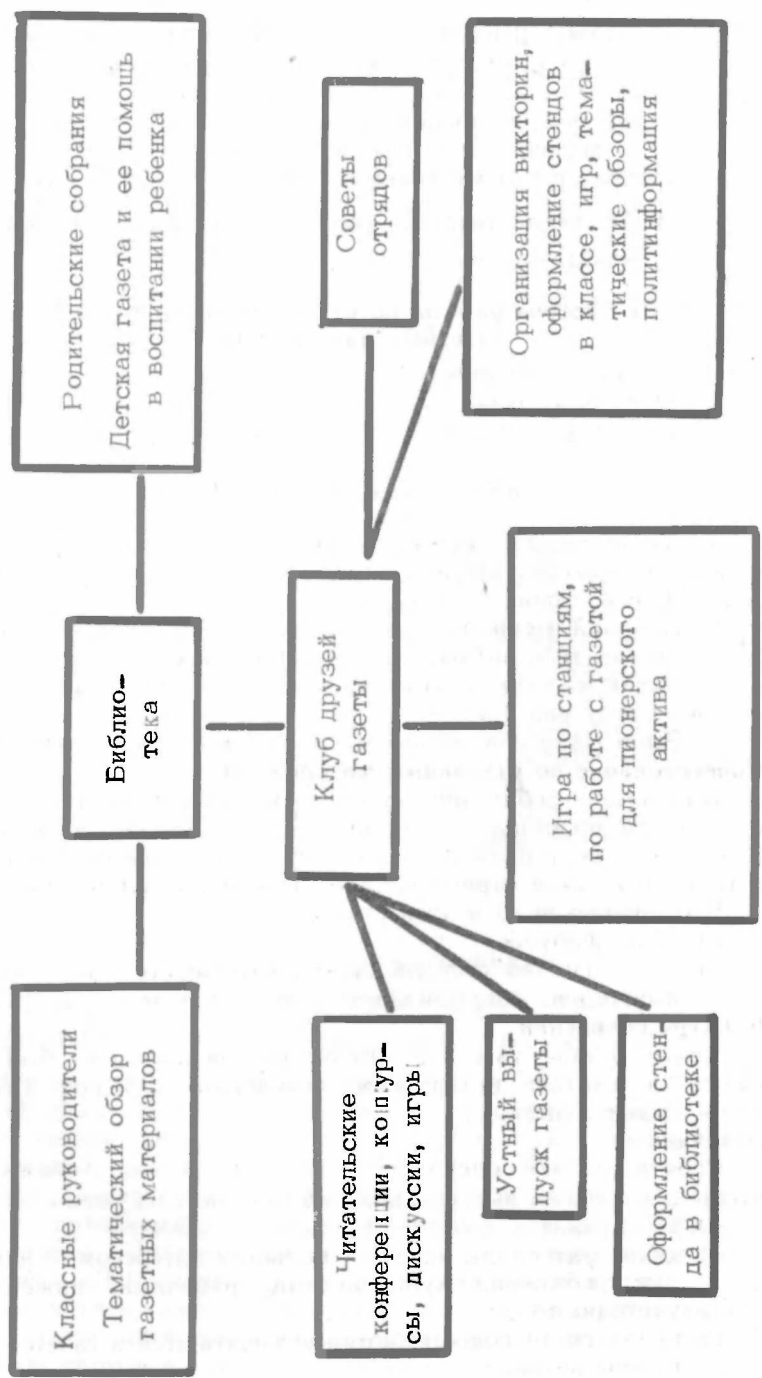 Классные руководители
Тематический обзор
газетных материалов
Библио-
тека
Родительские собрания
Детская газета и ее помощь
в воспитании ребенка
Клуб друзей
газеты
Советы
отрядов
Читательские
конференции, конкур-
сы, дискуссии, игры
Устный вы-
пуск газеты
Оформление стен
да в библиотеке
Игра по станциям,
по работе с газетой
для пионерского
актива
Организация викторин,
оформление стендов
в классе, игр, тема-
тические обзоры,
политинформация